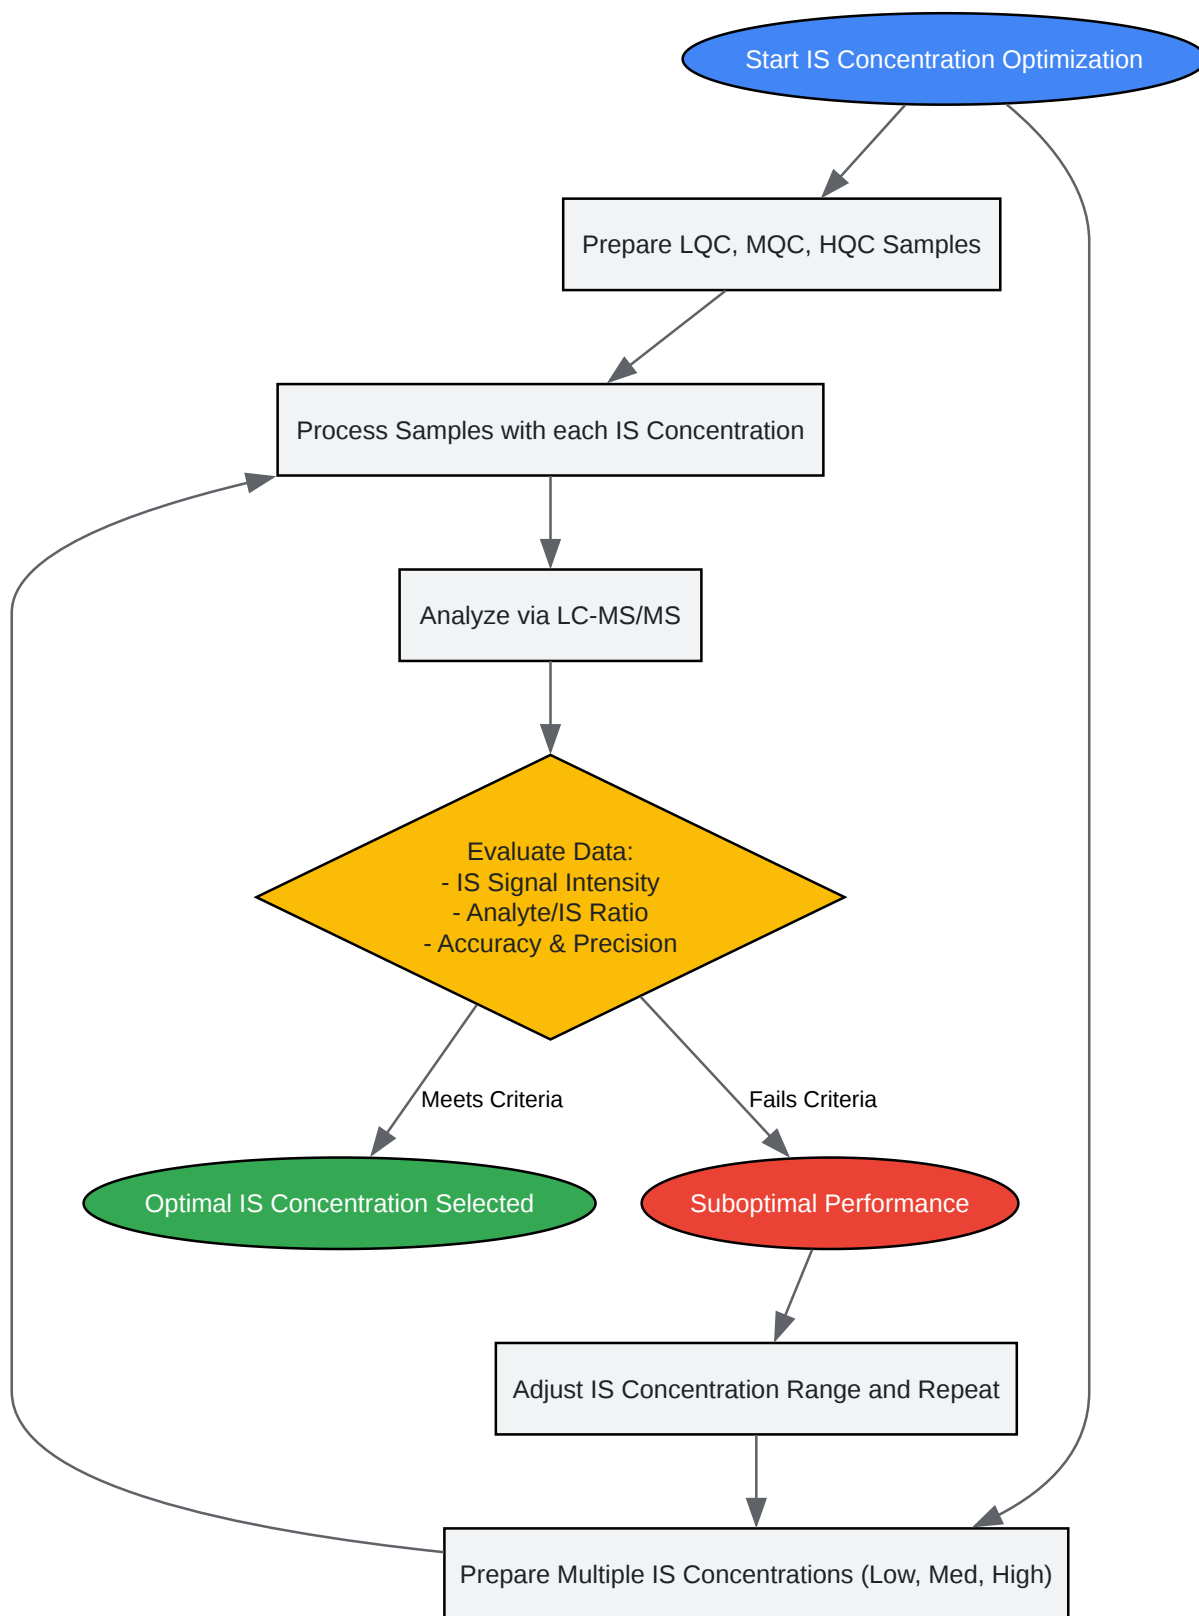 Start IS Concentration Optimization
Prepare LQC, MQC, HQC Samples
Process Samples with each IS Concentration
Analyze via LC-MS/MS
Evaluate Data:
- IS Signal Intensity
- Analyte/IS Ratio
- Accuracy & Precision
Meets Criteria
Fails Criteria
Optimal IS Concentration Selected
Suboptimal Performance
Adjust IS Concentration Range and Repeat
Prepare Multiple IS Concentrations (Low, Med, High)